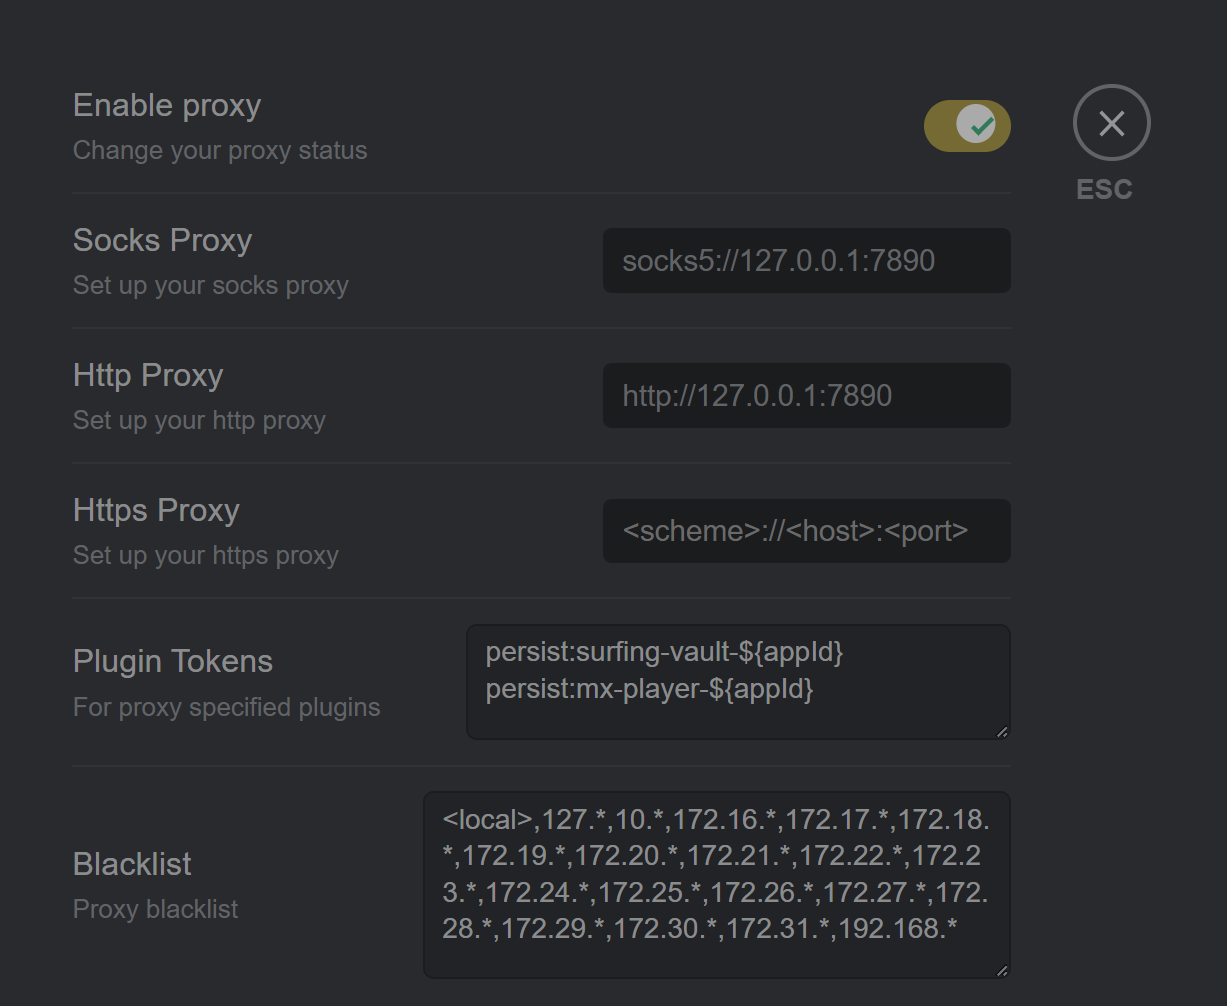 Enable proxy
Change your proxy status
ESC
Socks Proxy
Set up your socks proxy
socks5://127.0.0.1:7890
Http Proxy
Set up your http proxy
http://127.0.0.1:7890
Https Proxy
Set up your https proxy
<scheme>://<host>:<port>
Plugin Tokens
For proxy specified plugins
persist:surfing-vault-${appId}
persist:mx-player-${appId}
Blacklist
Proxy blacklist
<local>,127.*,10.*,172.16.*,172.17.*,172.18.
*,172.19.*,172.20.*,172.21.*,172.22.*,172.2
3.*,172.24.*,172.25.*,172.26.*,172.27.*,172.
28.*,172.29.*,172.30.*,172.31.*,192.168.*